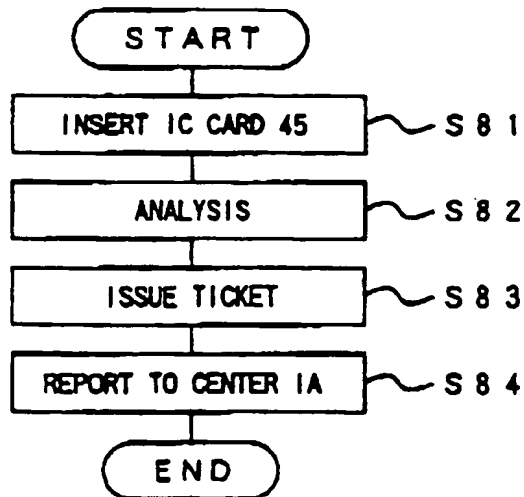 START
INSERT IC CARD 45
S81
ANALYSIS
S82
ISSUE TICKET
S83
REPORT TO CENTER 1A
S84
END